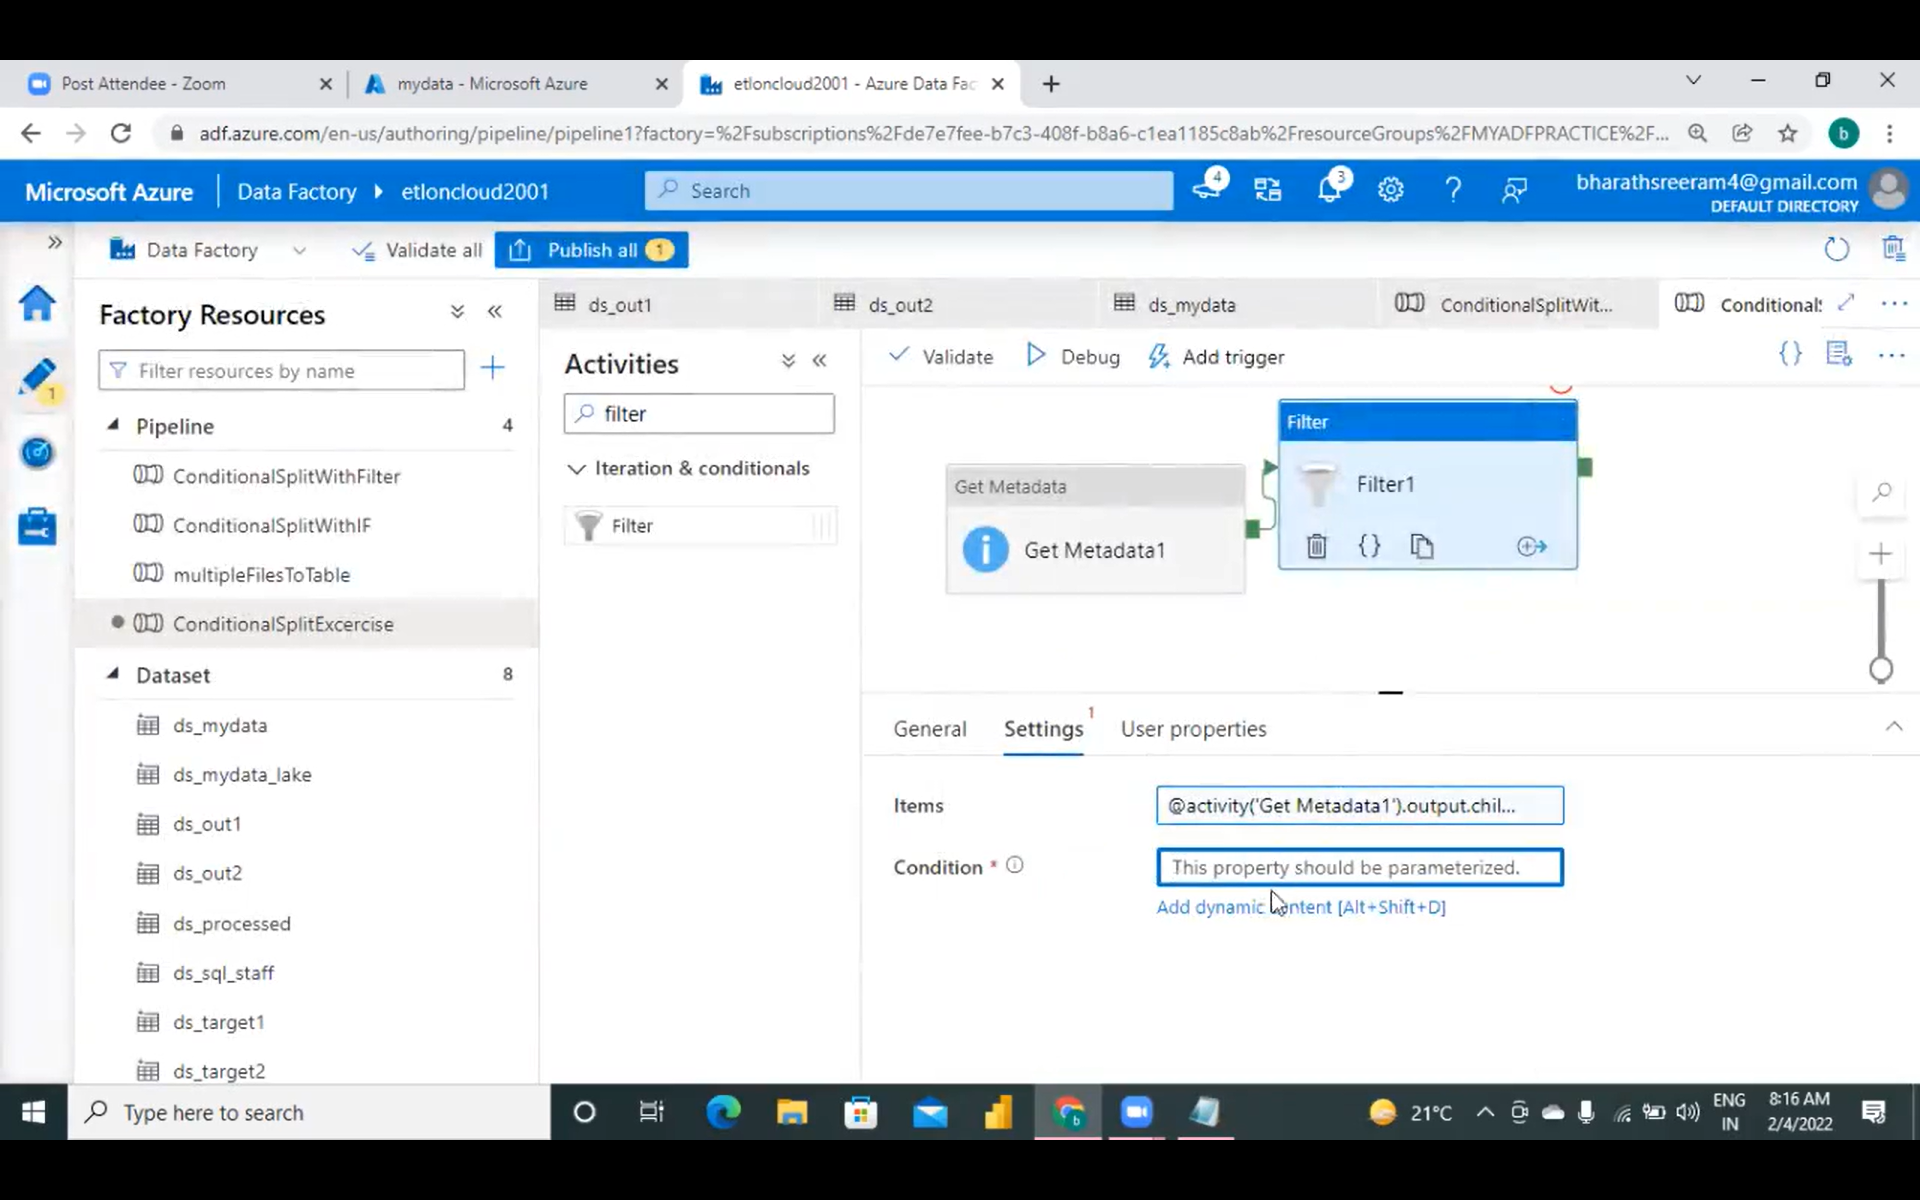 Post Attendee - Zoom
mydata - Microsoft Azure
etloncloud2001 - Azure Data Fac
adf.azure.com/en-us/authoring/pipeline/pipeline1?factory=%2Fsubscriptions%2Fde7e7fee-b7c3-408f-b8a6-c1ea1185c8ab%2FresourceGroups%2FMYADFPRACTICE%2F...
b
Microsoft Azure
Data Factory
etloncloud2001
Search
4
3
bharathsreeram4@gmail.com
DEFAULT DIRECTORY
Data Factory
Validate all
Publish all 1
Factory Resources
Filter resources by name
1
Pipeline 4
ConditionalSplitWithFilter
ConditionalSplitWithIF
multipleFilesToTable
ConditionalSplitExcercise
Dataset 8
ds_mydata
ds_mydata_lake
ds_out1
ds_out2
ds_processed
ds_sql_staff
ds_target1
ds_target2
ds_out1
ds_out2
ds_mydata
ConditionalSplitWit...
Conditional
Activities
filter
Iteration & conditionals
Filter
Validate
Debug
Add trigger
Get Metadata
Get Metadata1
Filter
Filter1
General
Settings 1
User properties
Items
@activity('Get Metadata1').output.chil...
Condition *
This property should be parameterized.
Add dynamic content [Alt+Shift+D]
Type here to search
21°C
ENG
IN
8:16 AM
2/4/2022